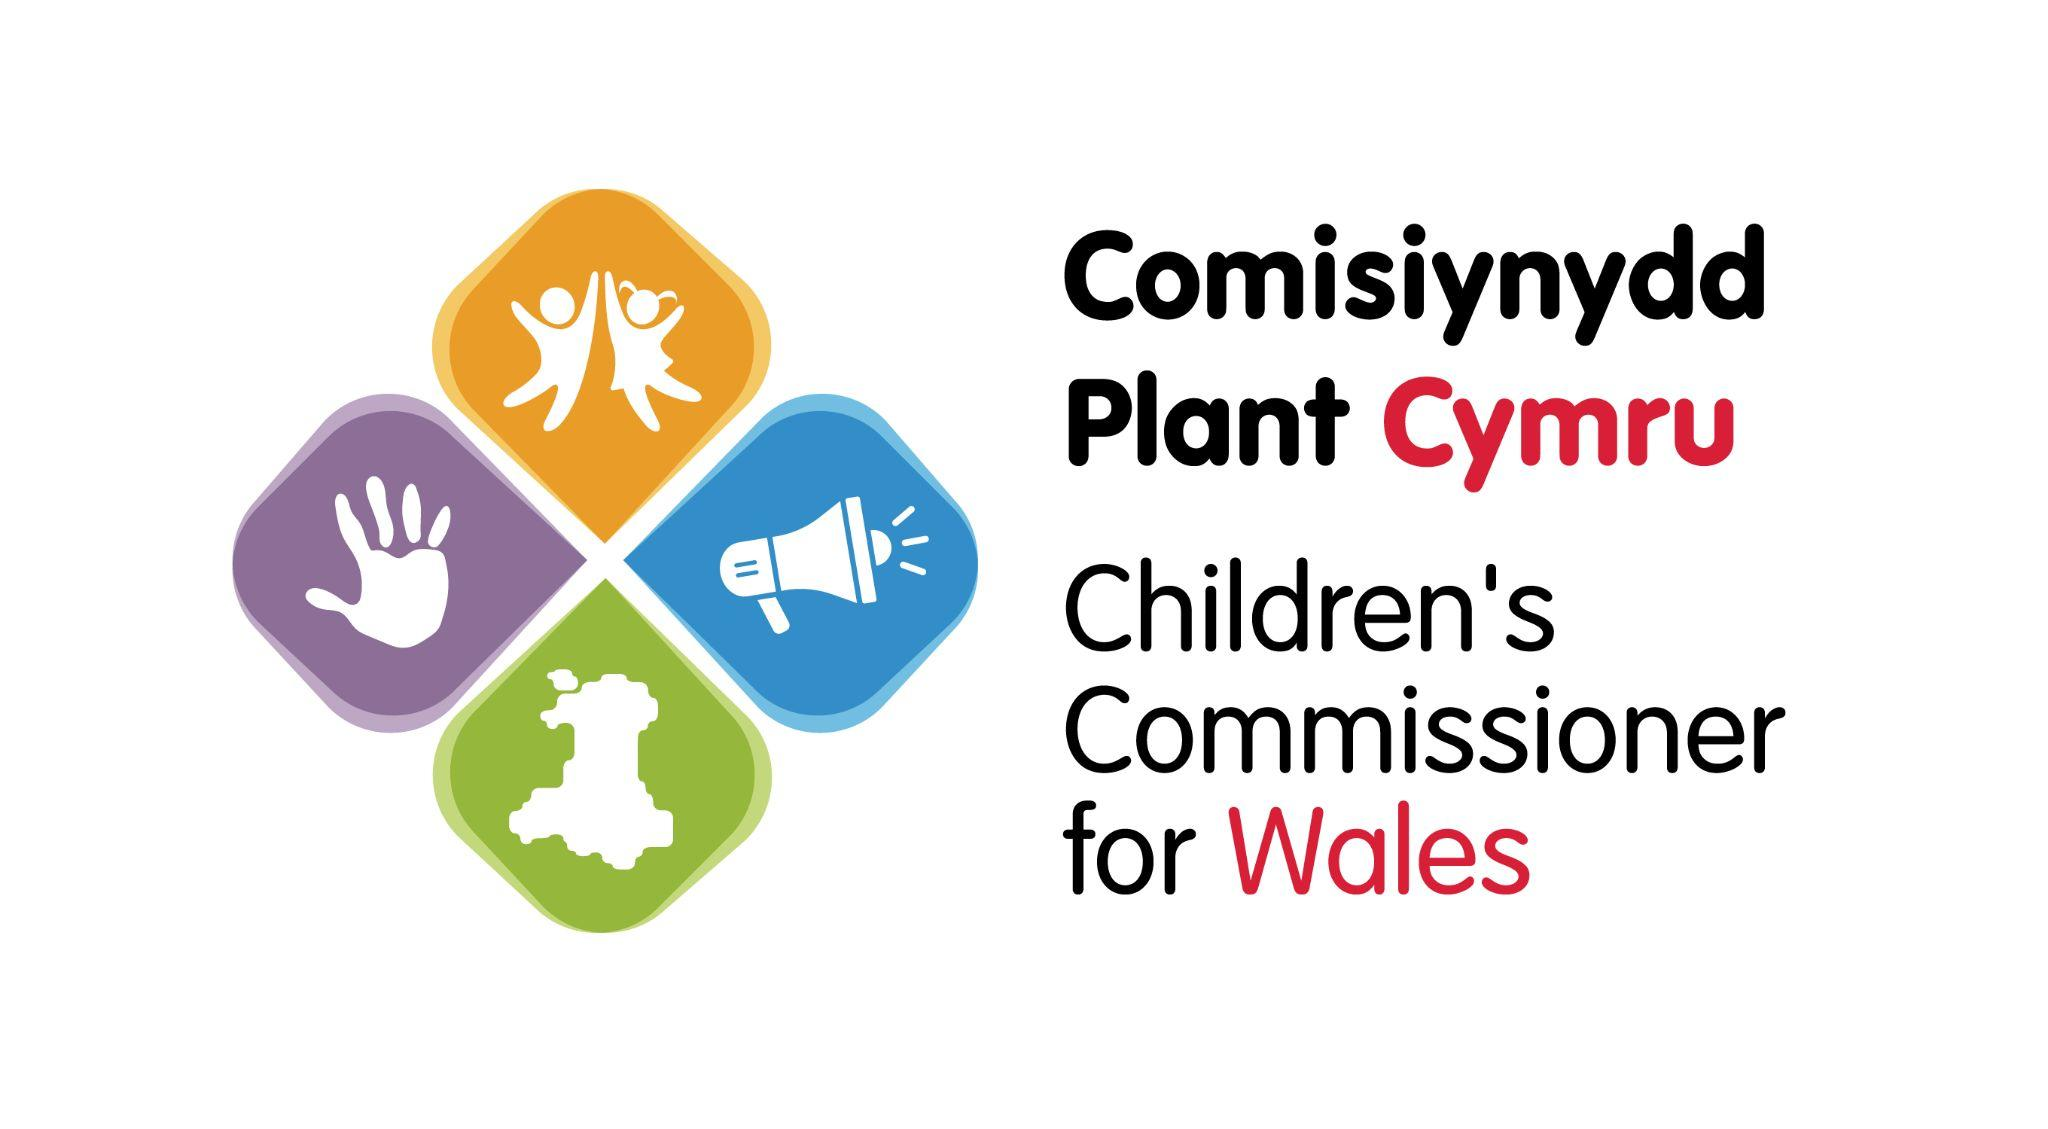 Comisiynydd
Plant Cymru
Children's
Commissioner
for Wales